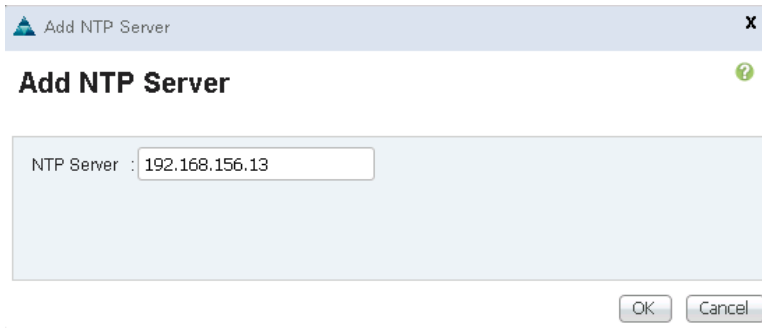 Add NTP Server x
Add NTP Server ?
NTP Server : 192.168.156.13
OK Cancel